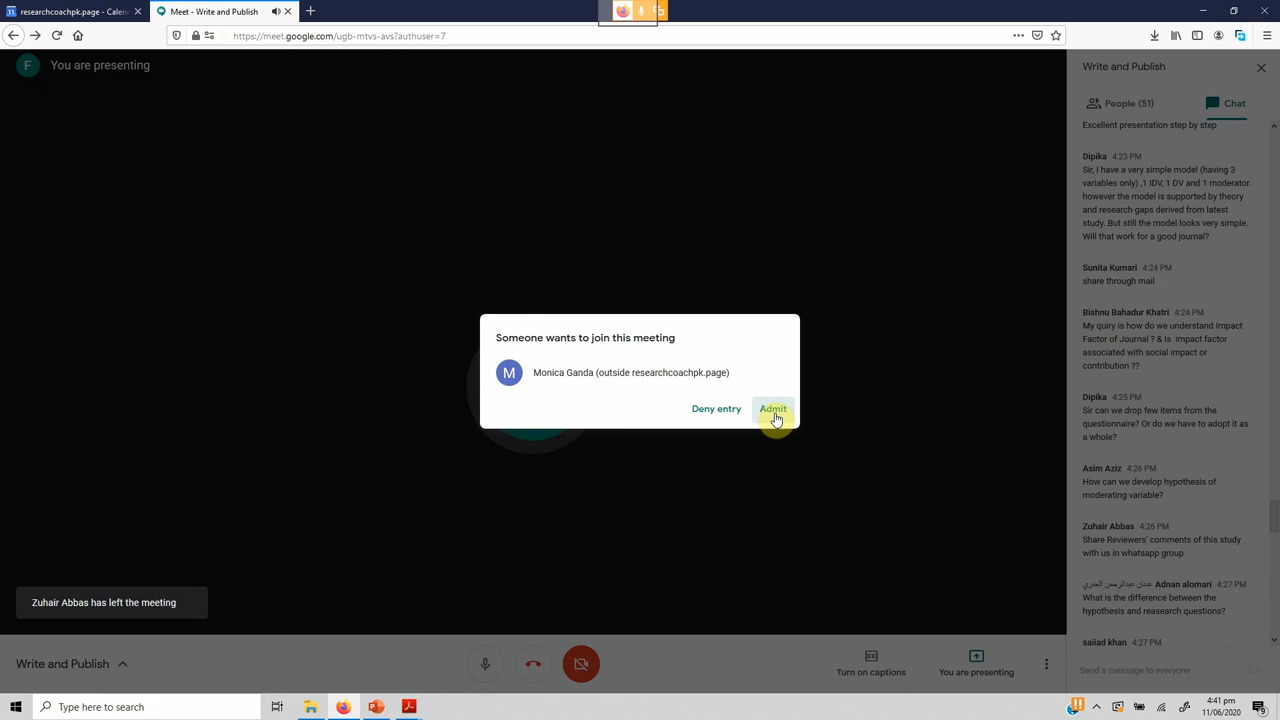 researchcoachpk.page - Calen
Meet - Write and Publish
https://meet.google.com/ugb-mtvs-avs?authuser=7
F
You are presenting
Write and Publish
People (51)
Chat
Excellent presentation step by step
Dipika 4:23 PM
Sir, I have a very simple model (having 3
variables only) ,1 IDV, 1 DV and 1 moderator.
however the model is supported by theory
and research gaps derived from latest
study. But still the model looks very simple.
Will that work for a good journal?
Sunita Kumari 4:24 PM
share through mail
Bishnu Bahadur Khatri 4:24 PM
My quiry is how do we understand Impact
Factor of Journal ? & Is impact factor
associated with social impact or
contribution ??
Dipika 4:25 PM
Sir can we drop few items from the
questionnaire? Or do we have to adopt it as
a whole?
Asim Aziz 4:26 PM
How can we develop hypothesis of
moderating variable?
Zuhair Abbas 4:26 PM
Share Reviewers' comments of this study
with us in whatsapp group
عدنان عبدالرحمن العمري Adnan alomari 4:27 PM
What is the difference between the
hypothesis and reasearch questions?
saiiad khan 4:27 PM
Send a message to everyone
Someone wants to join this meeting
M
Monica Ganda (outside researchcoachpk.page)
Deny entry
Admit
Zuhair Abbas has left the meeting
Write and Publish
Turn on captions
You are presenting
Type here to search
4:41 pm
11/06/2020